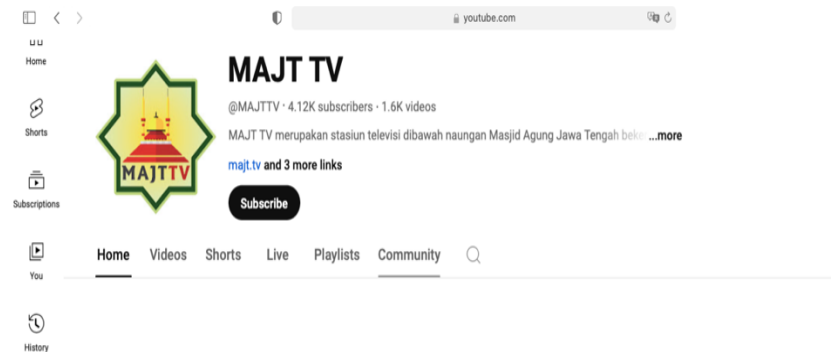 youtube.com
Home
Shorts
Subscriptions
You
History
MAJTTV
MAJT TV
@MAJTTV · 4.12K subscribers · 1.6K videos
MAJT TV merupakan stasiun televisi dibawah naungan Masjid Agung Jawa Tengah ...more
majt.tv and 3 more links
Subscribe
Home Videos Shorts Live Playlists Community